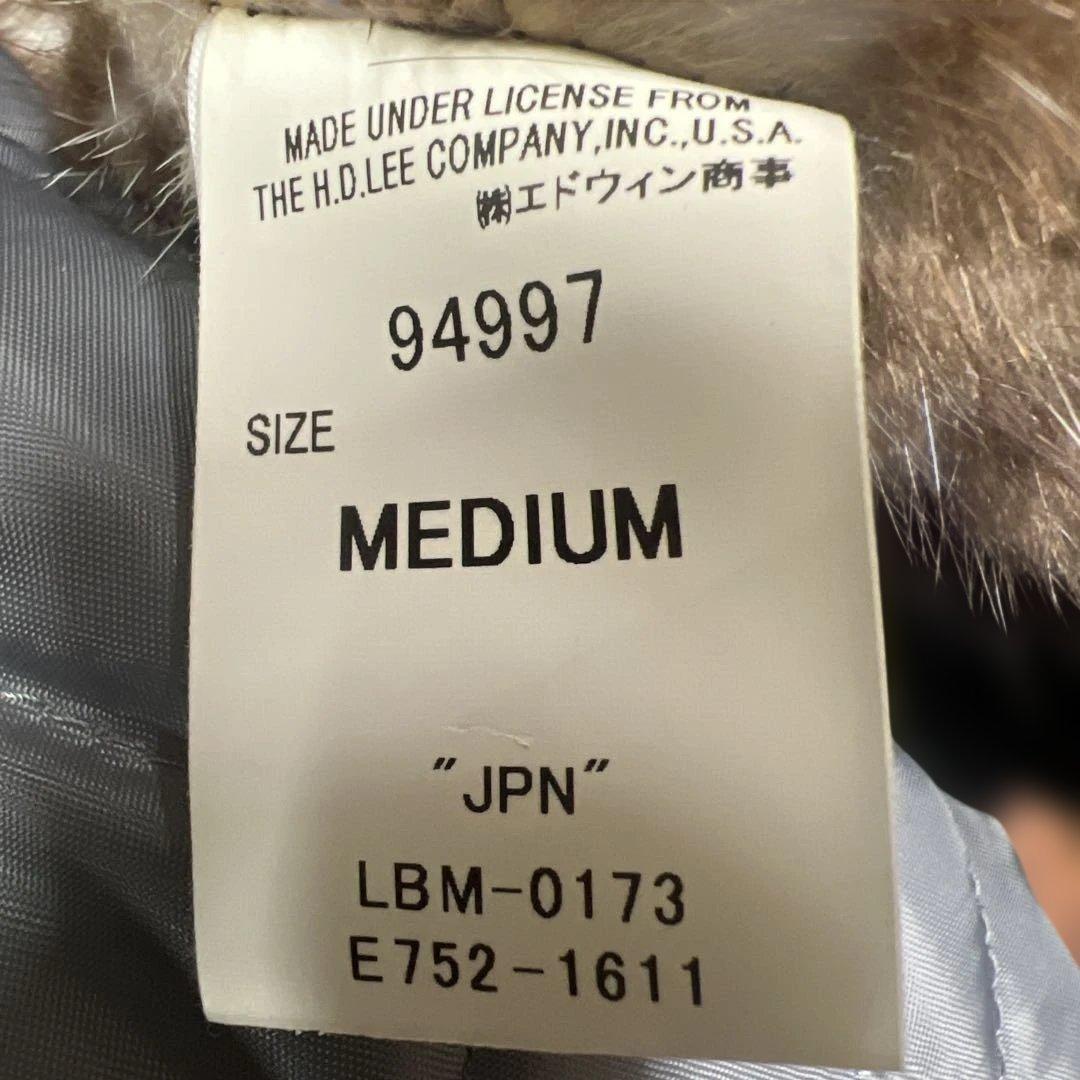 MADE UNDER LICENSE FROM
THE H.D.LEE COMPANY,INC.,U.S.A.
㈱エドウィン商事
94997
SIZE
MEDIUM
"JPN"
LBM-0173
E752-1611